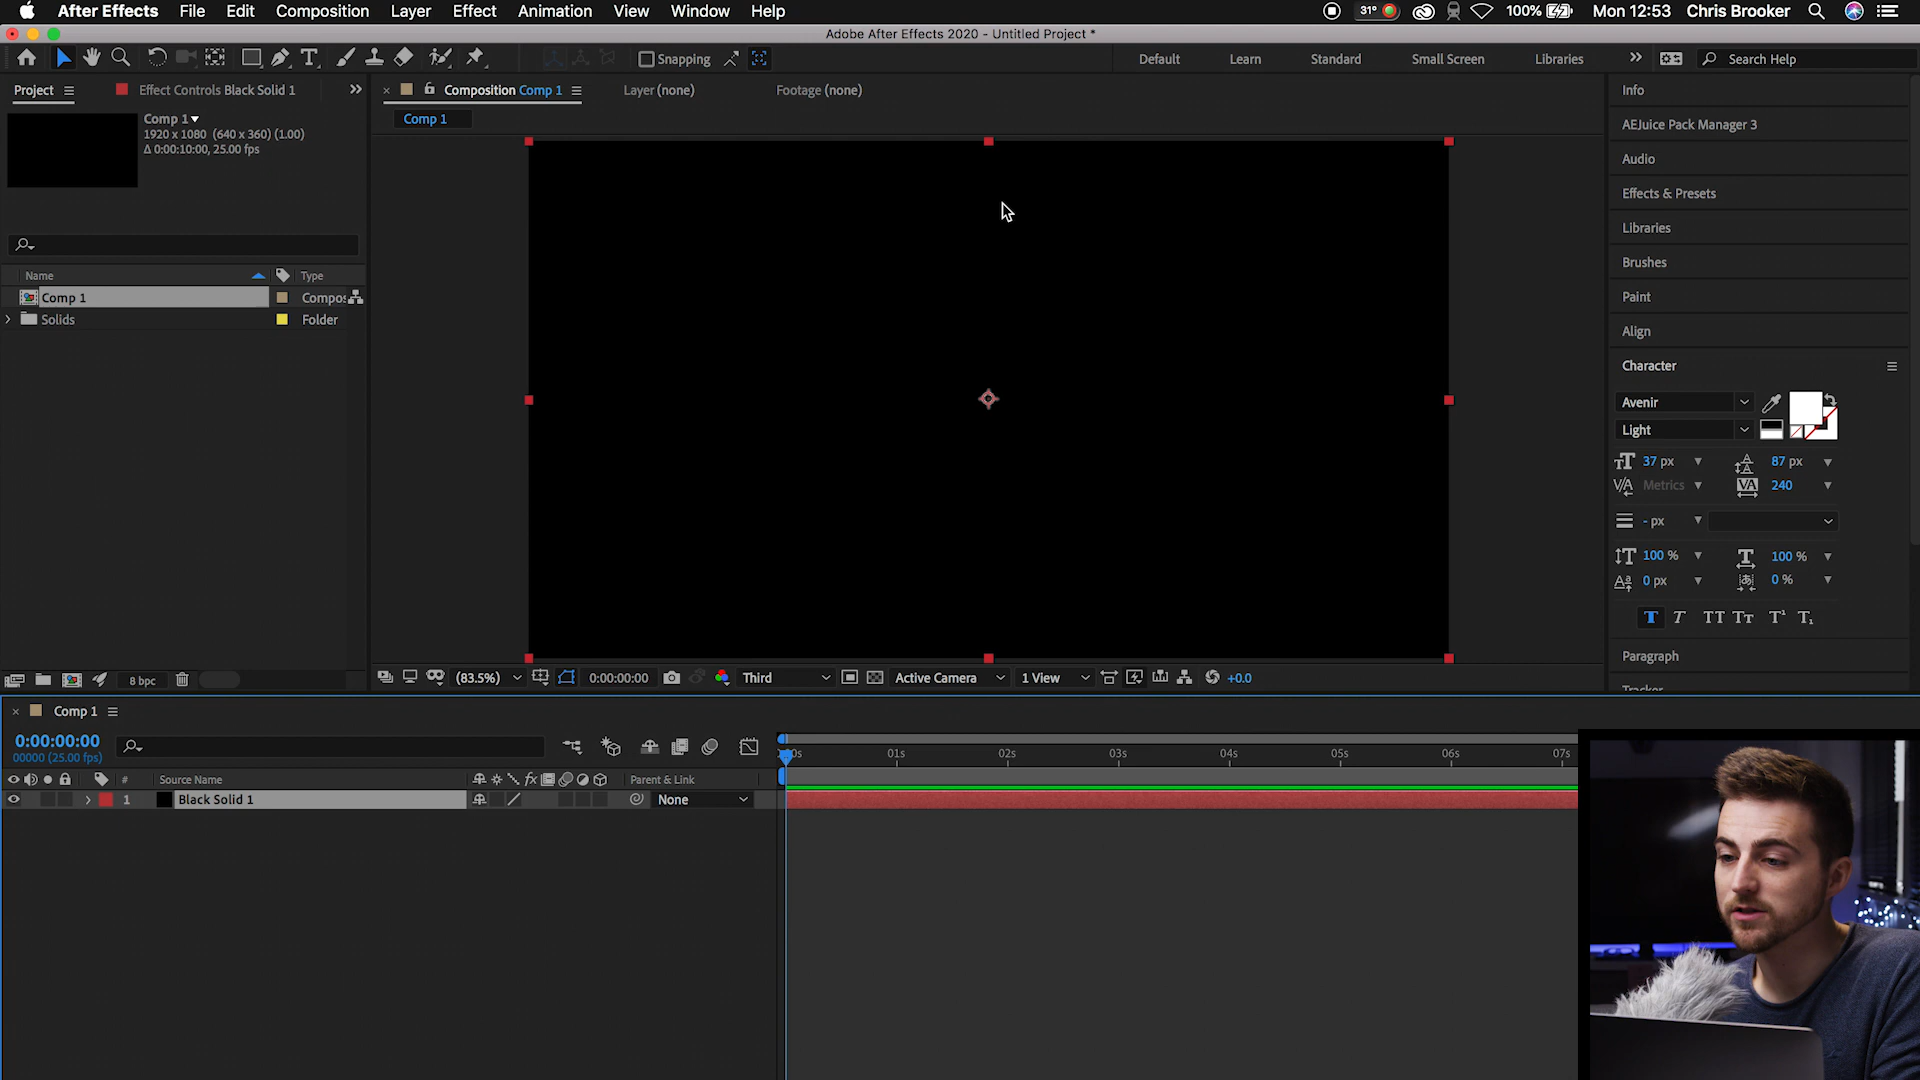 After Effects File Edit Composition Layer Effect Animation View Window Help 31° 100% Mon 12:53 Chris Brooker
Adobe After Effects 2020 - Untitled Project *
Snapping Default Learn Standard Small Screen Libraries Search Help
Project Effect Controls Black Solid 1 Composition Comp 1 Layer (none) Footage (none) Info
Comp 1
1920 x 1080 (640 x 360) (1.00)
Δ 0:00:10:00, 25.00 fps
Comp 1
AEJuice Pack Manager 3
Audio
Effects & Presets
Libraries
Brushes
Paint
Align
Character
Name Type
Comp 1 Compos
Solids Folder
Avenir
Light
37 px 87 px
Metrics 240
- px
100 % 100 %
0 px 0 %
T T TT Tт T¹ T₁
Paragraph
8 bpc (83.5%) 0:00:00:00 Third Active Camera 1 View +0.0
Tracker
Comp 1
0:00:00:00
00000 (25.00 fps)
0s 01s 02s 03s 04s 05s 06s 07s
# Source Name fx Parent & Link
1 Black Solid 1 None